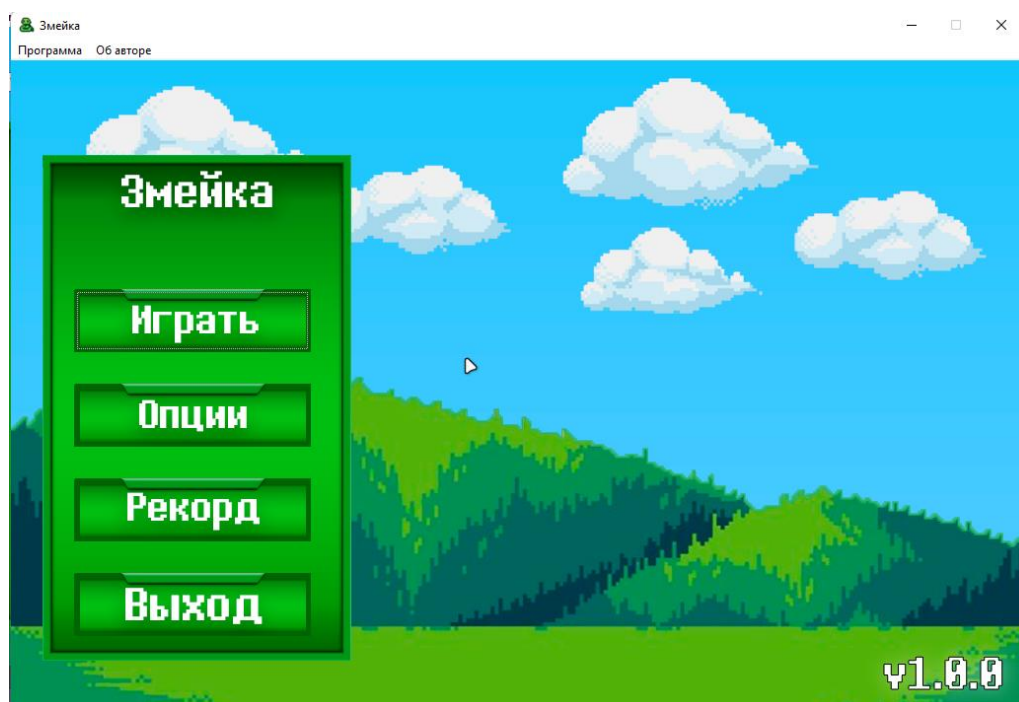 Змейка
Программа Об авторе
Змейка
Играть
Опции
Рекорд
Выход
v1.0.0